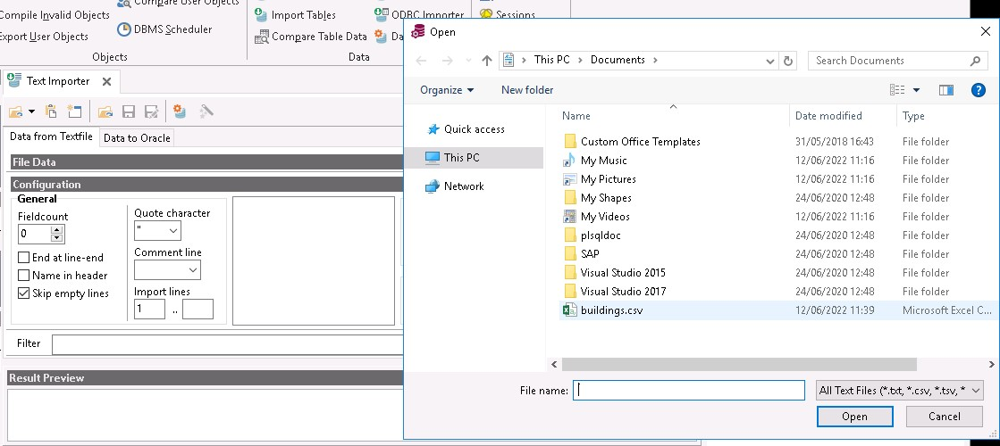 Compile Invalid Objects
Compare User Objects
Export User Objects
DBMS Scheduler
Objects
Import Tables
ODBC Importer
Sessions
Compare Table Data
Da
Data
Text Importer
Data from Textfile
Data to Oracle
File Data
Configuration
General
Fieldcount
0
End at line-end
Name in header
Skip empty lines
Quote character
"
Comment line
Import lines
1 ..
Filter
Result Preview
Open
This PC > Documents >
Search Documents
Organize
New folder
?
Quick access
This PC
Network
Name Date modified Type
Custom Office Templates 31/05/2018 16:43 File folder
My Music 12/06/2022 11:16 File folder
My Pictures 12/06/2022 11:16 File folder
My Shapes 24/06/2020 12:48 File folder
My Videos 12/06/2022 11:16 File folder
plsqldoc 24/06/2020 12:48 File folder
SAP 24/06/2020 12:48 File folder
Visual Studio 2015 24/06/2020 12:48 File folder
Visual Studio 2017 24/06/2020 12:48 File folder
buildings.csv 12/06/2022 11:39 Microsoft Excel C...
File name:
All Text Files (*.txt, *.csv, *.tsv, *
Open
Cancel